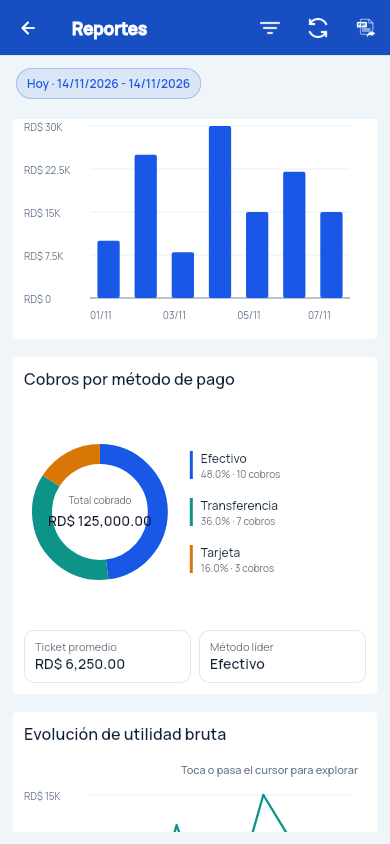 Reportes
Hoy · 14/11/2026 - 14/11/2026
RD$ 30K
RD$ 22.5K
RD$ 15K
RD$ 7.5K
RD$ 0
01/11 03/11 05/11 07/11
Cobros por método de pago
Total cobrado
RD$ 125,000.00
Efectivo
48.0% · 10 cobros
Transferencia
36.0% · 7 cobros
Tarjeta
16.0% · 3 cobros
Ticket promedio
RD$ 6,250.00
Método líder
Efectivo
Evolución de utilidad bruta
Toca o pasa el cursor para explorar
RD$ 15K